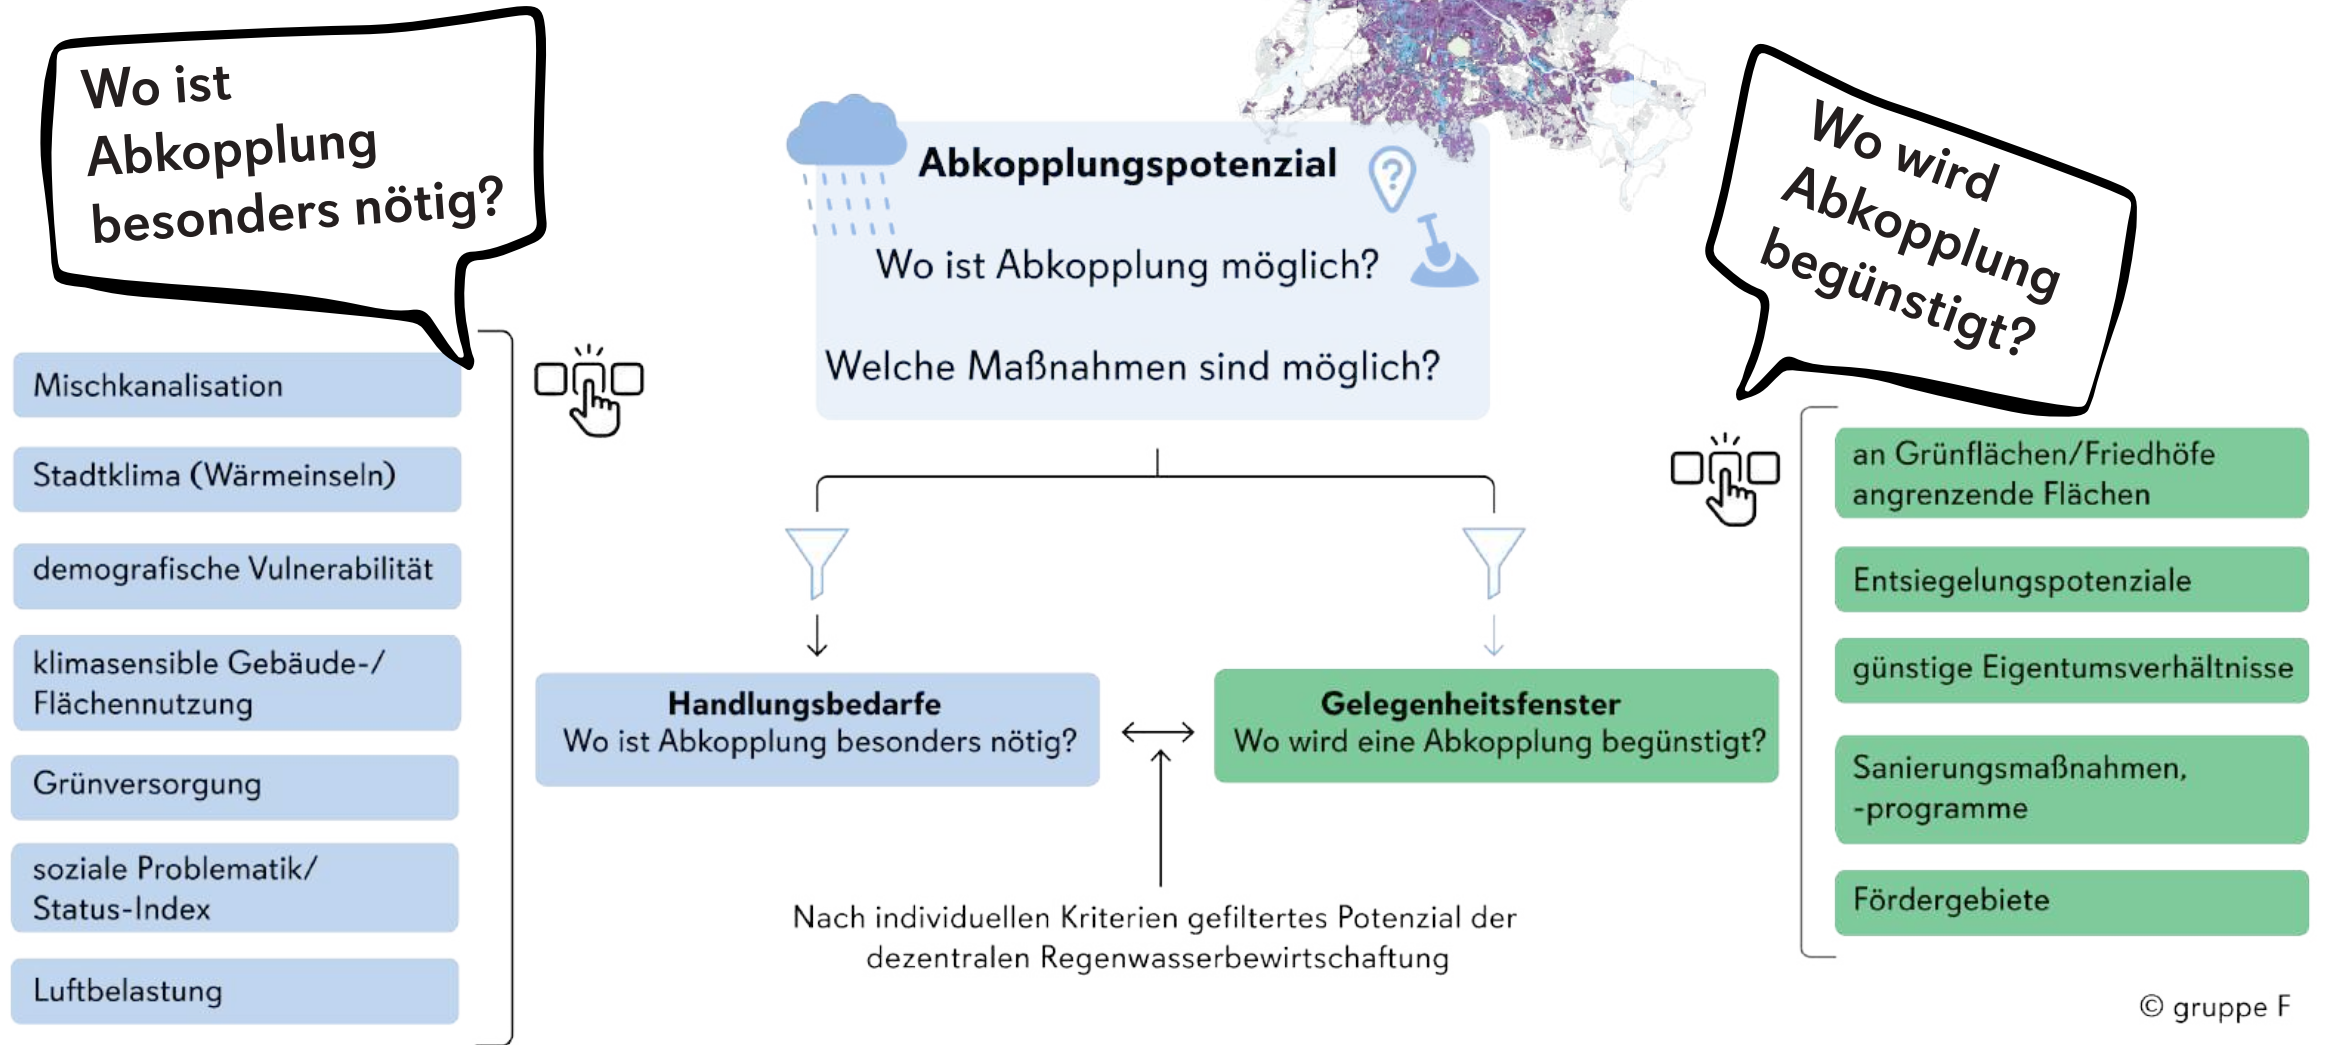 Wo ist
Abkopplung
besonders nötig?
Mischkanalisation
Stadtklima (Wärmeinseln)
demografische Vulnerabilität
klimasensible Gebäude-/
Flächennutzung
Grünversorgung
soziale Problematik/
Status-Index
Luftbelastung
Abkopplungspotenzial
?
Wo ist Abkopplung möglich?
Welche Maßnahmen sind möglich?
Handlungsbedarfe
Wo ist Abkopplung besonders nötig?
Gelegenheitsfenster
Wo wird eine Abkopplung begünstigt?
Nach individuellen Kriterien gefiltertes Potenzial der
dezentralen Regenwasserbewirtschaftung
Wo wird
Abkopplung
begünstigt?
an Grünflächen/Friedhöfe
angrenzende Flächen
Entsiegelungspotenziale
günstige Eigentumsverhältnisse
Sanierungsmaßnahmen,
-programme
Fördergebiete
© gruppe F